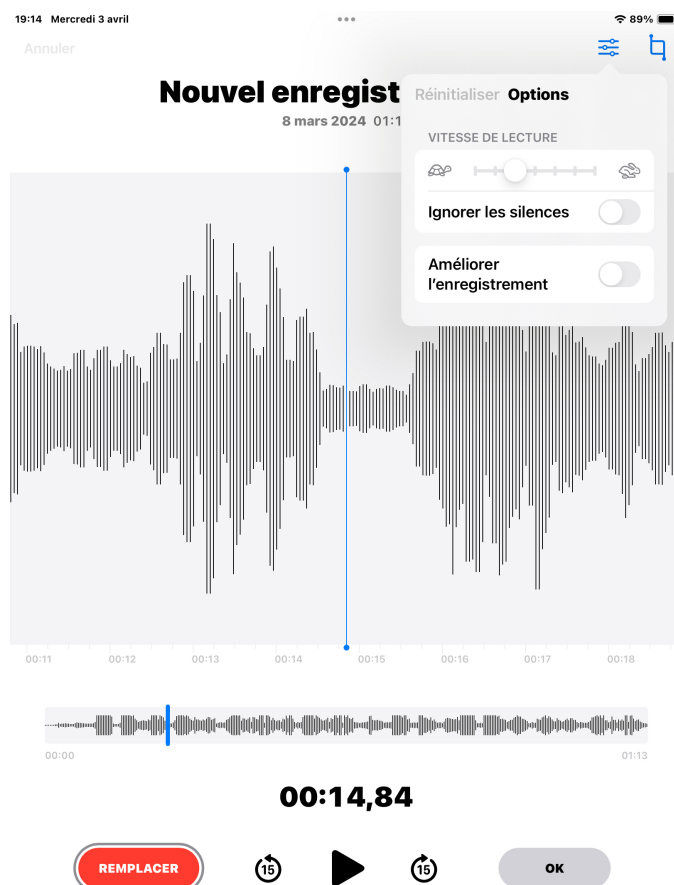 19:14 Mercredi 3 avril
89%
Annuler
Nouvel enregist
8 mars 2024 01:1
Réinitialiser Options
VITESSE DE LECTURE
Ignorer les silences
Améliorer
l'enregistrement
00:11 00:12 00:13 00:14 00:15 00:16 00:17 00:18
00:00 01:13
00:14,84
REMPLACER 15 15 OK